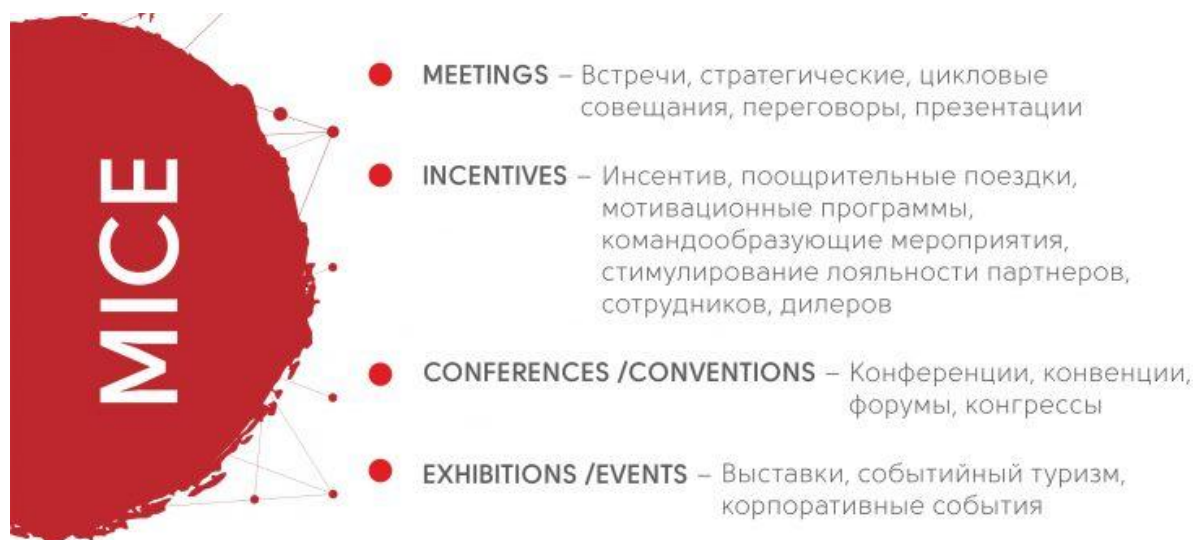 MICE
MEETINGS – Встречи, стратегические, цикловые
совещания, переговоры, презентации
INCENTIVES – Инсентив, поощрительные поездки,
мотивационные программы,
командообразующие мероприятия,
стимулирование лояльности партнеров,
сотрудников, дилеров
CONFERENCES /CONVENTIONS – Конференции, конвенции,
форумы, конгрессы
EXHIBITIONS /EVENTS – Выставки, событийный туризм,
корпоративные события